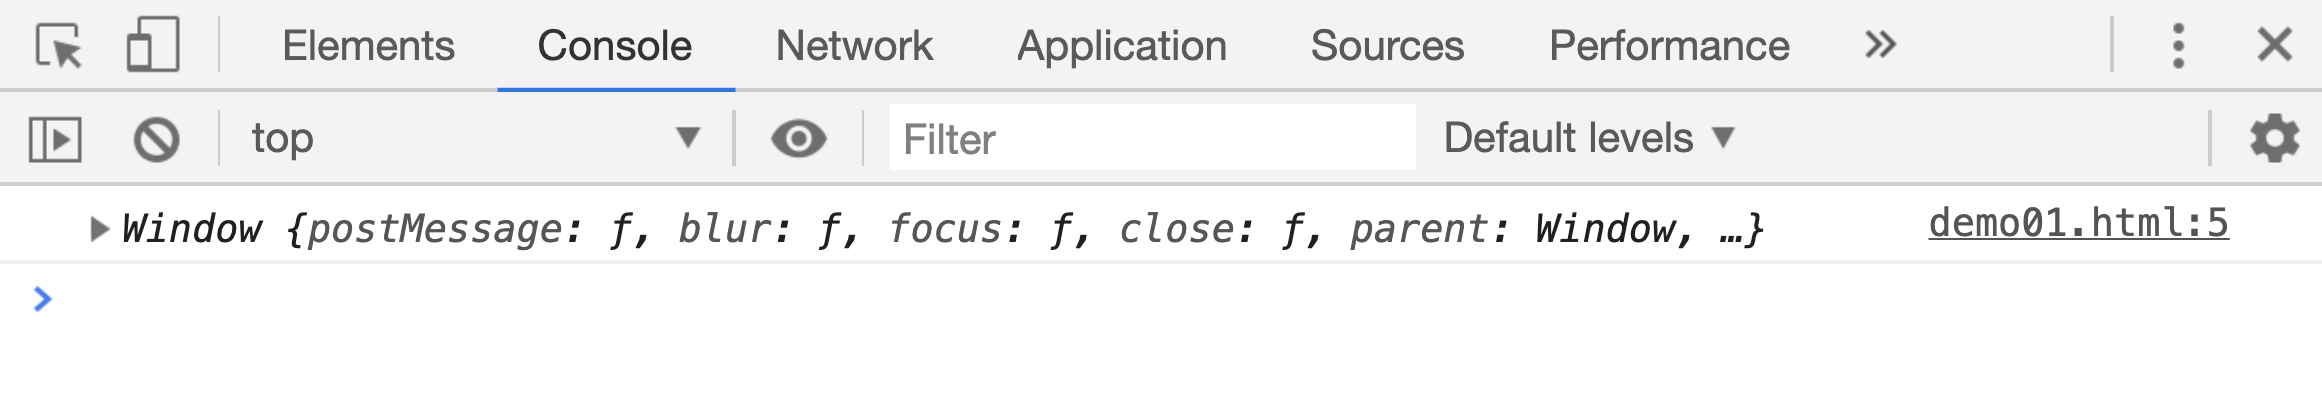 Elements Console Network Application Sources Performance »
top ▼ Filter Default levels ▼
▶Window {postMessage: ƒ, blur: ƒ, focus: ƒ, close: ƒ, parent: Window, …} demo01.html:5
>